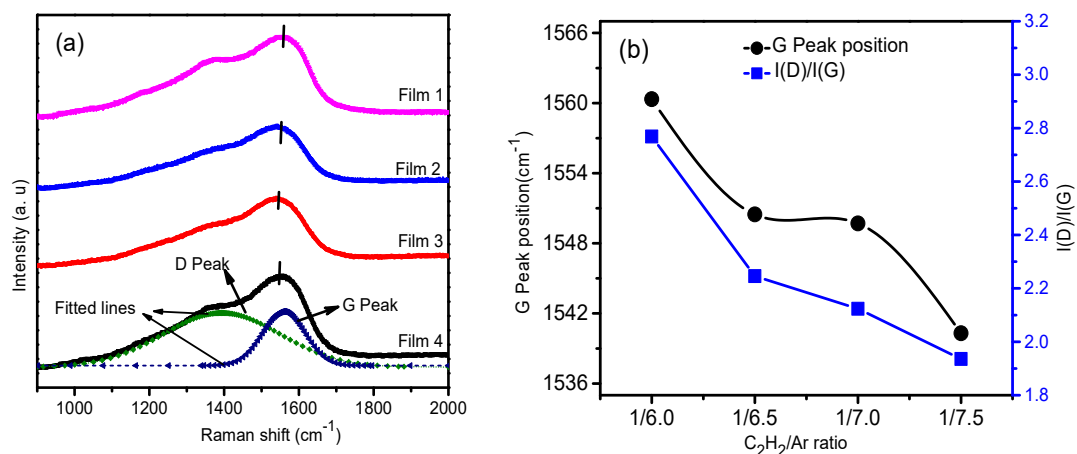 (a)
Film 1
Film 2
Film 3
D Peak
Fitted lines
G Peak
Film 4
Intensity (a. u)
1000 1200 1400 1600 1800 2000
Raman shift (cm⁻¹)
(b)
G Peak position
I(D)/I(G)
1566
1560
1554
1548
1542
1536
G Peak position(cm⁻¹)
3.2
3.0
2.8
2.6
2.4
2.2
2.0
1.8
I(D)/I(G)
1/6.0 1/6.5 1/7.0 1/7.5
C₂H₂/Ar ratio